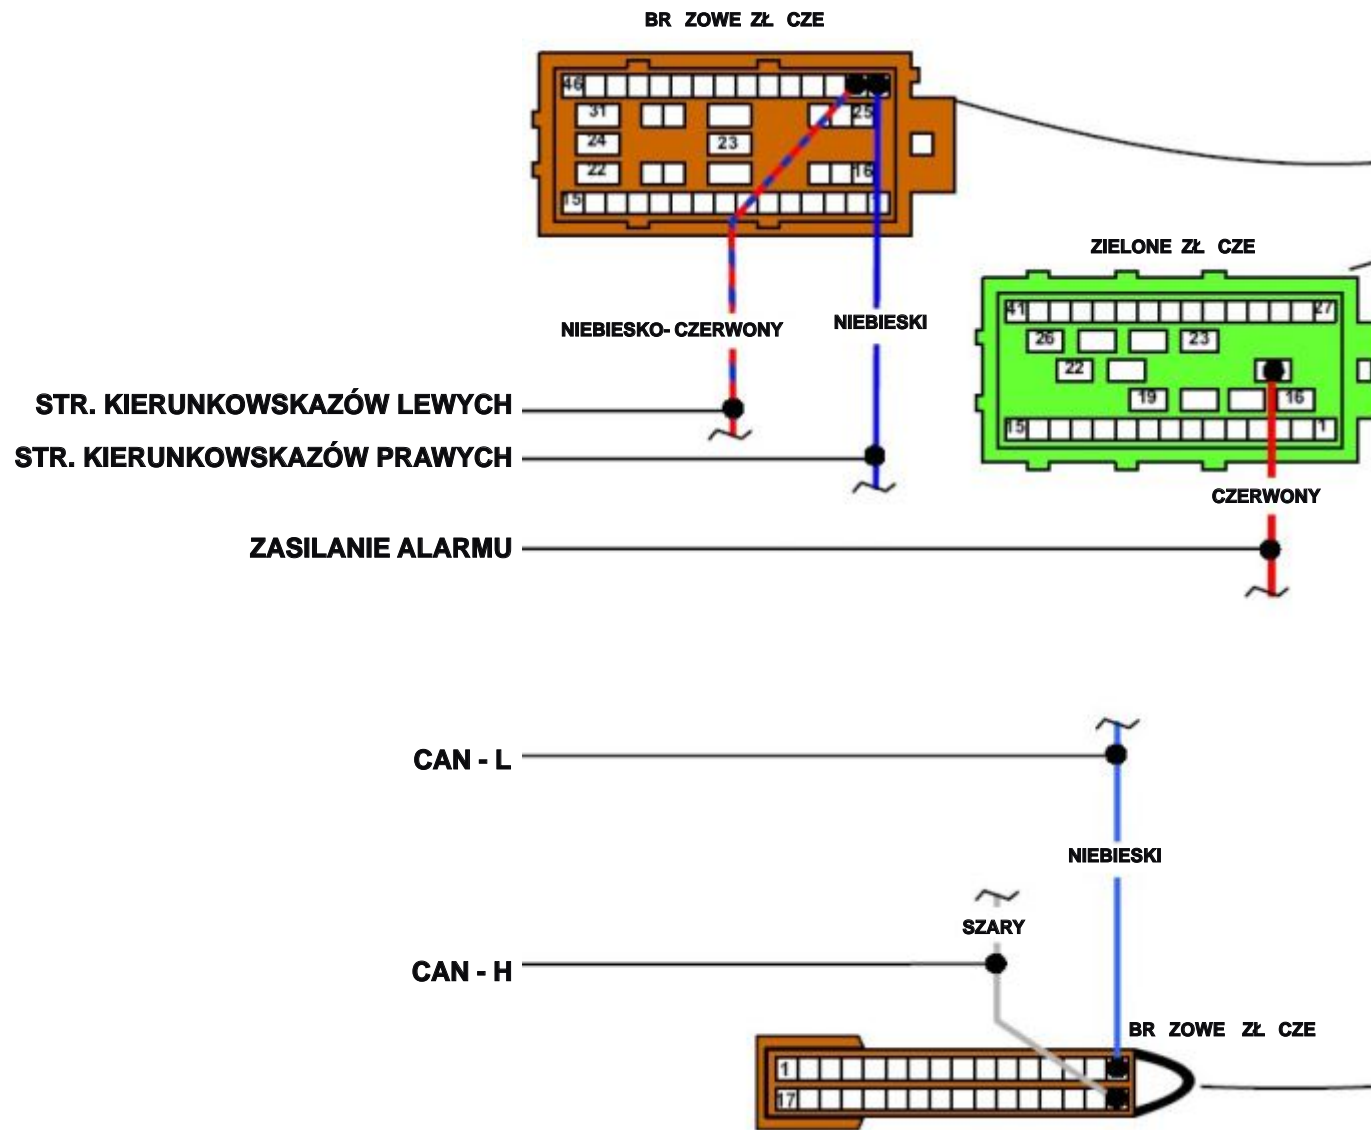 BR ZOWE ZŁ CZE
46
31
25
24
23
22
16
15
ZIELONE ZŁ CZE
41
27
26
23
22
19
16
15
1
NIEBIESKO- CZERWONY
NIEBIESKI
STR. KIERUNKOWSKAZÓW LEWYCH
STR. KIERUNKOWSKAZÓW PRAWYCH
CZERWONY
ZASILANIE ALARMU
CAN - L
NIEBIESKI
SZARY
CAN - H
BR ZOWE ZŁ CZE
1
17